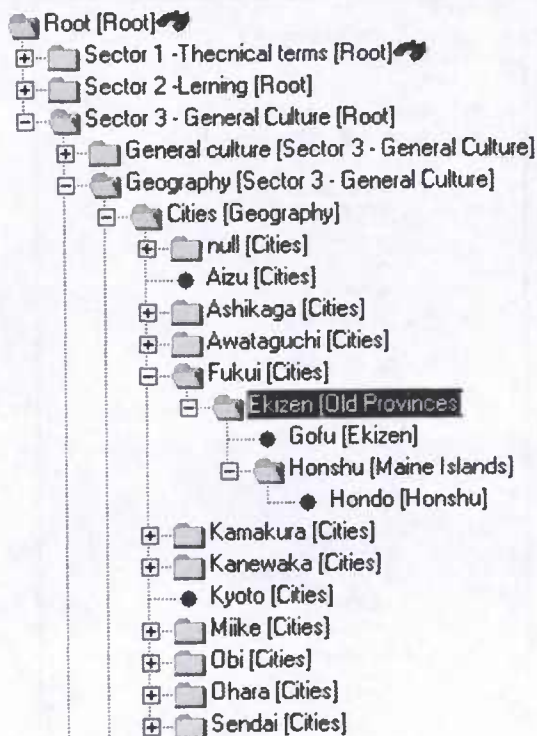 Root [Root]
Sector 1 -Thecnical terms [Root]
Sector 2 -Lerning [Root]
Sector 3 - General Culture [Root]
General culture [Sector 3 - General Culture]
Geography [Sector 3 - General Culture]
Cities [Geography]
null [Cities]
Aizu [Cities]
Ashikaga [Cities]
Awataguchi [Cities]
Fukui [Cities]
Ekizen [Old Provinces
Gofu [Ekizen]
Honshu [Maine Islands]
Hondo [Honshu]
Kamakura [Cities]
Kanewaka [Cities]
Kyoto [Cities]
Miike [Cities]
Obi [Cities]
Ohara [Cities]
Sendai [Cities]